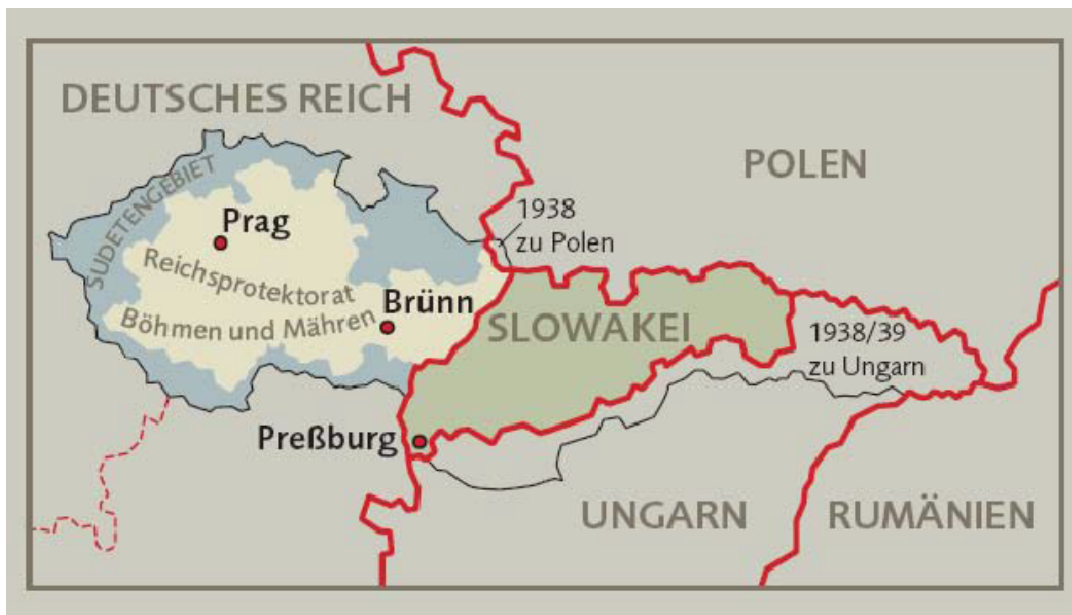 DEUTSCHES REICH
POLEN
SUDETENGEBIET
Prag
1938
zu Polen
Reichsprotektorat
Böhmen und Mähren
Brünn
SLOWAKEI
1938/39
zu Ungarn
Preßburg
UNGARN
RUMÄNIEN